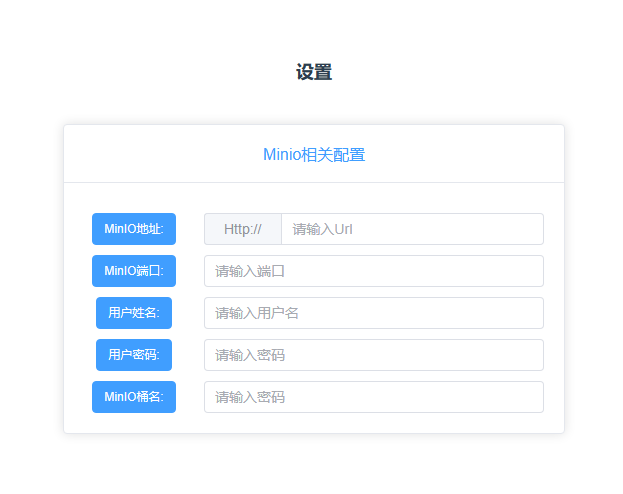 设置
Minio相关配置
MinIO地址: Http:// 请输入Url
MinIO端口: 请输入端口
用户姓名: 请输入用户名
用户密码: 请输入密码
MinIO桶名: 请输入密码